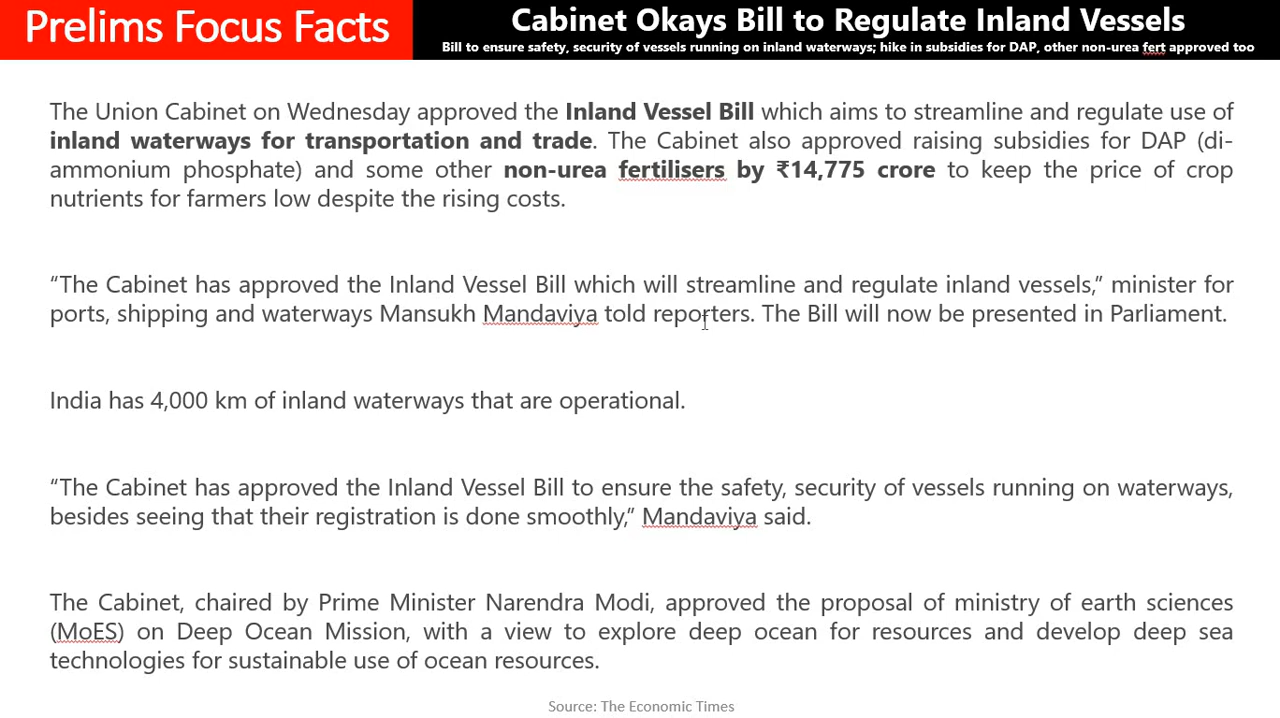 Prelims Focus Facts
Cabinet Okays Bill to Regulate Inland Vessels
Bill to ensure safety, security of vessels running on inland waterways; hike in subsidies for DAP, other non-urea fert approved too
The Union Cabinet on Wednesday approved the Inland Vessel Bill which aims to streamline and regulate use of
inland waterways for transportation and trade. The Cabinet also approved raising subsidies for DAP (di-
ammonium phosphate) and some other non-urea fertilisers by ₹14,775 crore to keep the price of crop
nutrients for farmers low despite the rising costs.
“The Cabinet has approved the Inland Vessel Bill which will streamline and regulate inland vessels,” minister for
ports, shipping and waterways Mansukh Mandaviya told reporters. The Bill will now be presented in Parliament.
India has 4,000 km of inland waterways that are operational.
“The Cabinet has approved the Inland Vessel Bill to ensure the safety, security of vessels running on waterways,
besides seeing that their registration is done smoothly,” Mandaviya said.
The Cabinet, chaired by Prime Minister Narendra Modi, approved the proposal of ministry of earth sciences
(MoES) on Deep Ocean Mission, with a view to explore deep ocean for resources and develop deep sea
technologies for sustainable use of ocean resources.
Source: The Economic Times